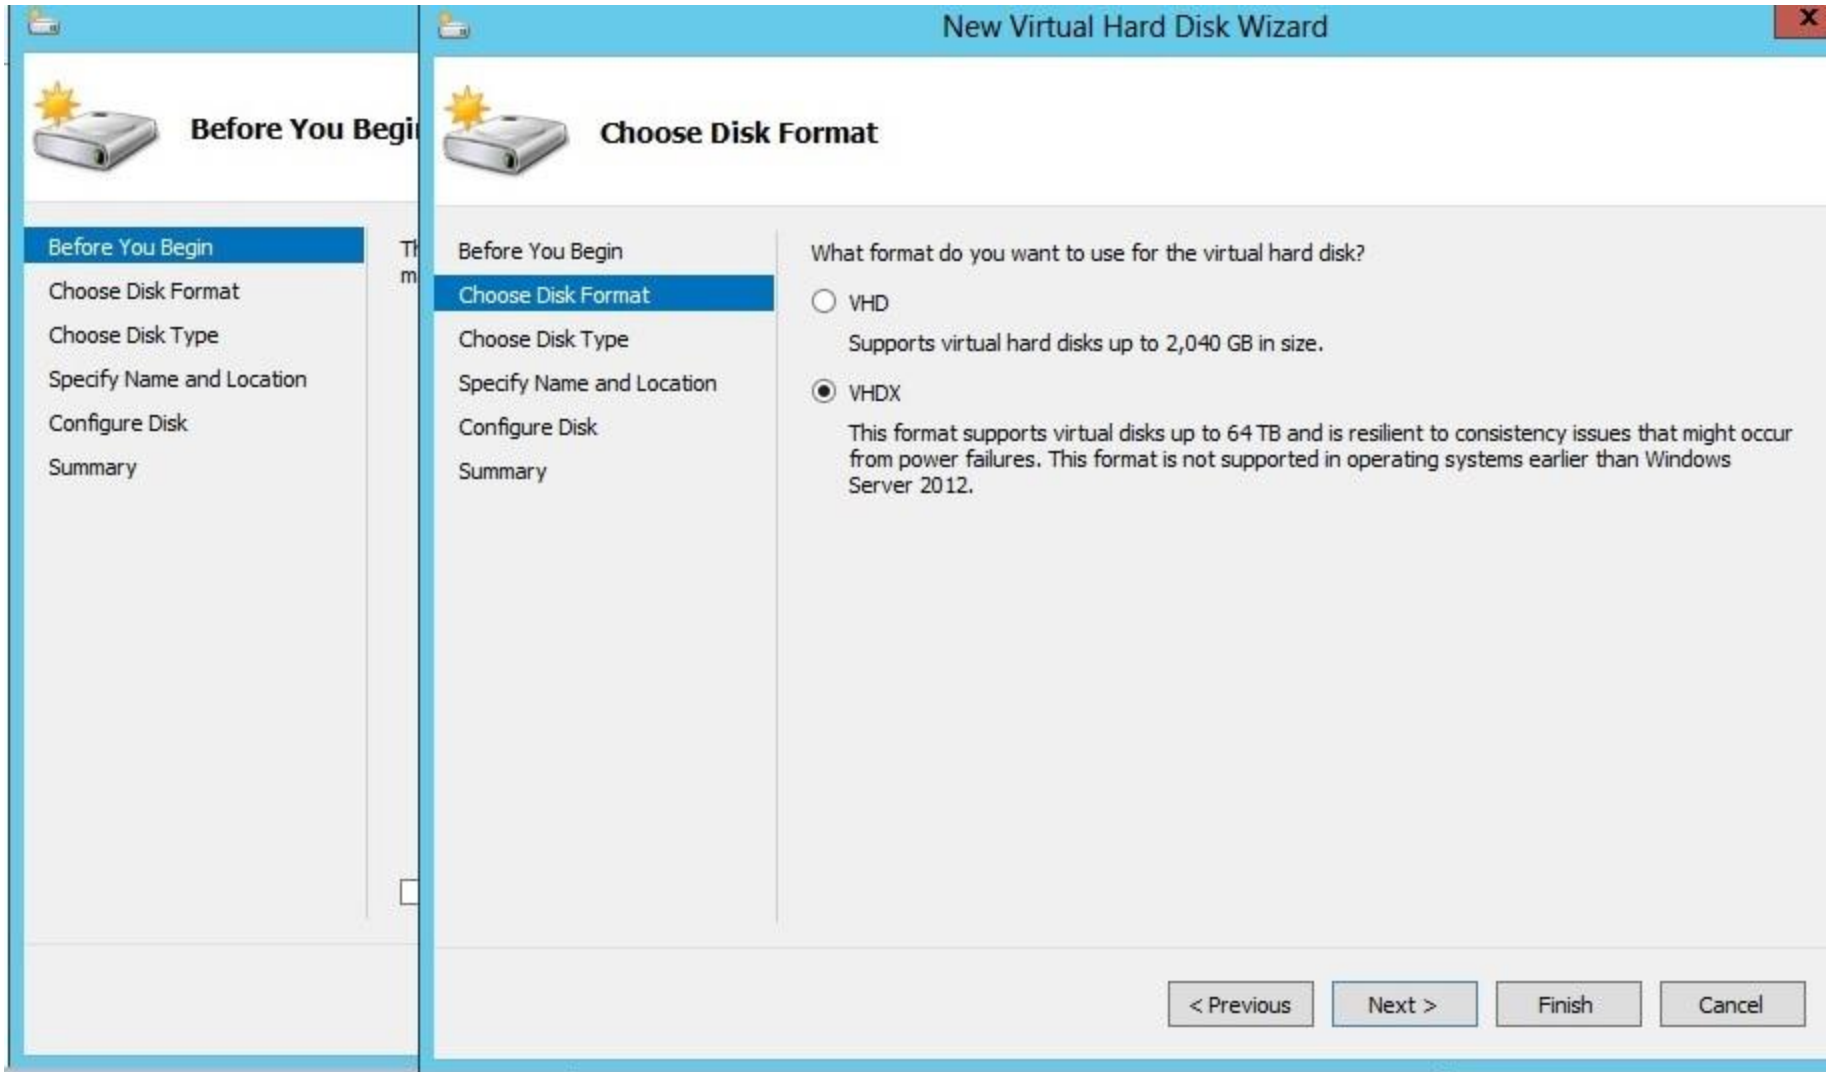 Before You Begi
Before You Begin
Choose Disk Format
Choose Disk Type
Specify Name and Location
Configure Disk
Summary
New Virtual Hard Disk Wizard
x
Choose Disk Format
Before You Begin
Choose Disk Format
Choose Disk Type
Specify Name and Location
Configure Disk
Summary
What format do you want to use for the virtual hard disk?
VHD
Supports virtual hard disks up to 2,040 GB in size.
VHDX
This format supports virtual disks up to 64 TB and is resilient to consistency issues that might occur
from power failures. This format is not supported in operating systems earlier than Windows
Server 2012.
< Previous
Next >
Finish
Cancel